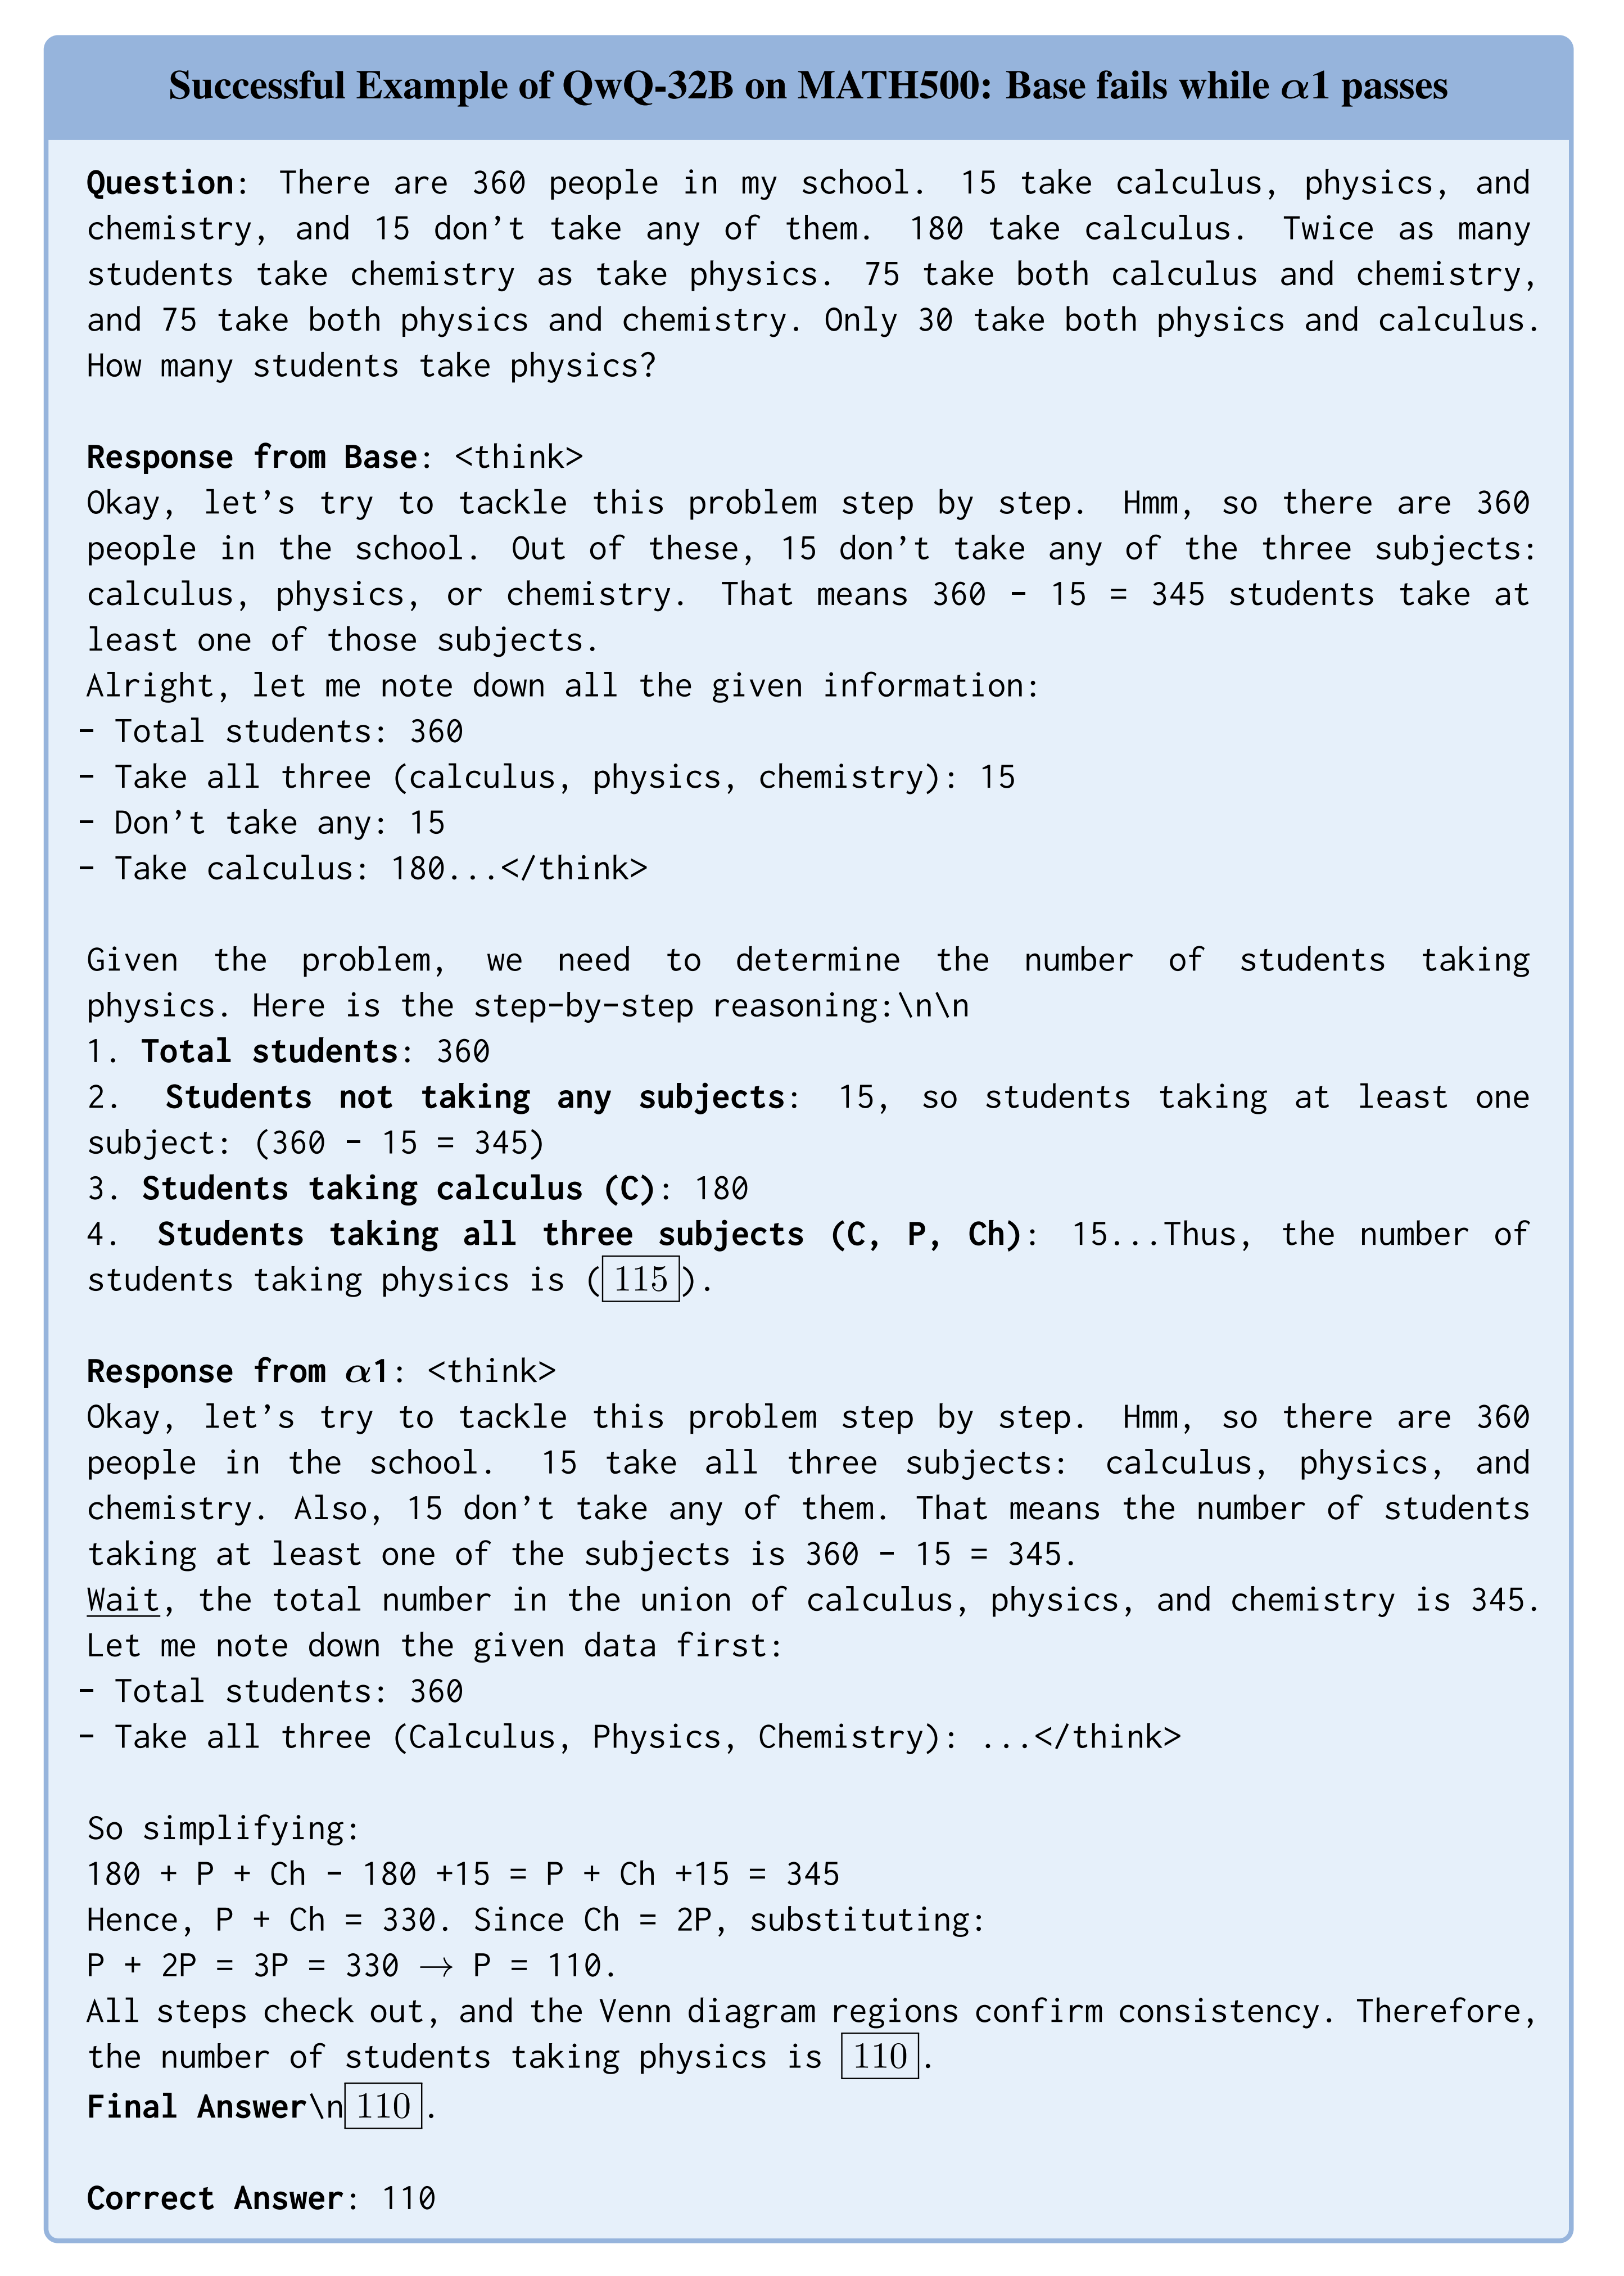 Successful Example of QwQ-32B on MATH500: Base fails while α1 passes
Question: There are 360 people in my school. 15 take calculus, physics, and
chemistry, and 15 don’t take any of them. 180 take calculus. Twice as many
students take chemistry as take physics. 75 take both calculus and chemistry,
and 75 take both physics and chemistry. Only 30 take both physics and calculus.
How many students take physics?
Response from Base: <think>
Okay, let’s try to tackle this problem step by step. Hmm, so there are 360
people in the school. Out of these, 15 don’t take any of the three subjects:
calculus, physics, or chemistry. That means 360 - 15 = 345 students take at
least one of those subjects.
Alright, let me note down all the given information:
- Total students: 360
- Take all three (calculus, physics, chemistry): 15
- Don’t take any: 15
- Take calculus: 180...</think>
Given the problem, we need to determine the number of students taking
physics. Here is the step-by-step reasoning:\n\n
1. Total students: 360
2. Students not taking any subjects: 15, so students taking at least one
subject: (360 - 15 = 345)
3. Students taking calculus (C): 180
4. Students taking all three subjects (C, P, Ch): 15...Thus, the number of
students taking physics is (115).
Response from α1: <think>
Okay, let’s try to tackle this problem step by step. Hmm, so there are 360
people in the school. 15 take all three subjects: calculus, physics, and
chemistry. Also, 15 don’t take any of them. That means the number of students
taking at least one of the subjects is 360 - 15 = 345.
Wait, the total number in the union of calculus, physics, and chemistry is 345.
Let me note down the given data first:
- Total students: 360
- Take all three (Calculus, Physics, Chemistry): ...</think>
So simplifying:
180 + P + Ch - 180 +15 = P + Ch +15 = 345
Hence, P + Ch = 330. Since Ch = 2P, substituting:
P + 2P = 3P = 330 → P = 110.
All steps check out, and the Venn diagram regions confirm consistency. Therefore,
the number of students taking physics is 110.
Final Answer\n110.
Correct Answer: 110